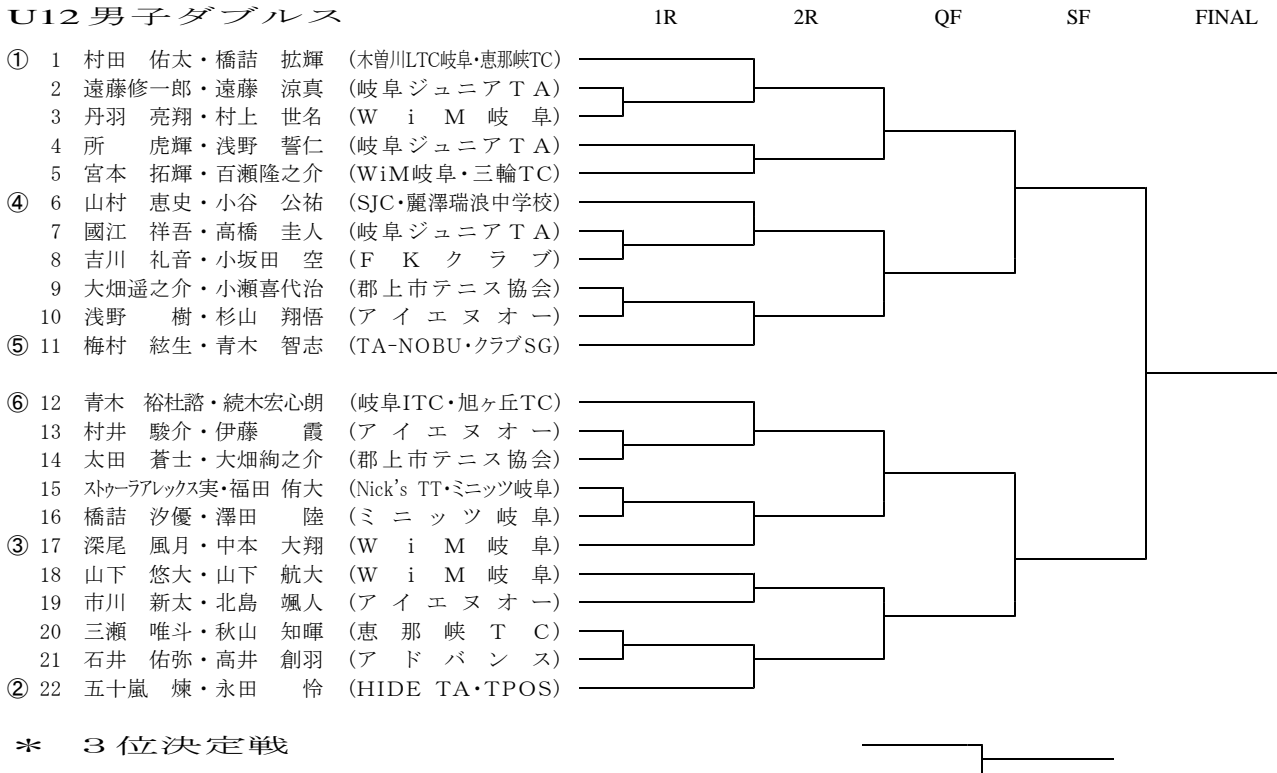 U12男子ダブルス 1R 2R QF SF FINAL
① 1 村田 佑太・橋詰 拡輝 (木曽川LTC岐阜・恵那峡TC)
2 遠藤修一郎・遠藤 涼真 (岐阜ジュニアTA)
3 丹羽 亮翔・村上 世名 (WiM岐阜)
4 所 虎輝・浅野 誓仁 (岐阜ジュニアTA)
5 宮本 拓輝・百瀬隆之介 (WiM岐阜・三輪TC)
④ 6 山村 恵史・小谷 公祐 (SJC・麗澤瑞浪中学校)
7 國江 祥吾・高橋 圭人 (岐阜ジュニアTA)
8 吉川 礼音・小坂田 空 (FKクラブ)
9 大畑遥之介・小瀬喜代治 (郡上市テニス協会)
10 浅野 樹・杉山 翔悟 (アイエヌオー)
⑤ 11 梅村 絃生・青木 智志 (TA-NOBU・クラブSG)
⑥ 12 青木 裕杜諮・続木宏心朗 (岐阜ITC・旭ヶ丘TC)
13 村井 駿介・伊藤 霞 (アイエヌオー)
14 太田 蒼士・大畑絢之介 (郡上市テニス協会)
15 ストゥーラアレックス実・福田 侑大 (Nick's TT・ミニッツ岐阜)
16 橋詰 汐優・澤田 陸 (ミニッツ岐阜)
③ 17 深尾 風月・中本 大翔 (WiM岐阜)
18 山下 悠大・山下 航大 (WiM岐阜)
19 市川 新太・北島 颯人 (アイエヌオー)
20 三瀬 唯斗・秋山 知暉 (恵那峡TC)
21 石井 佑弥・高井 創羽 (アドバンス)
② 22 五十嵐 煉・永田 怜 (HIDE TA・TPOS)
＊ 3位決定戦